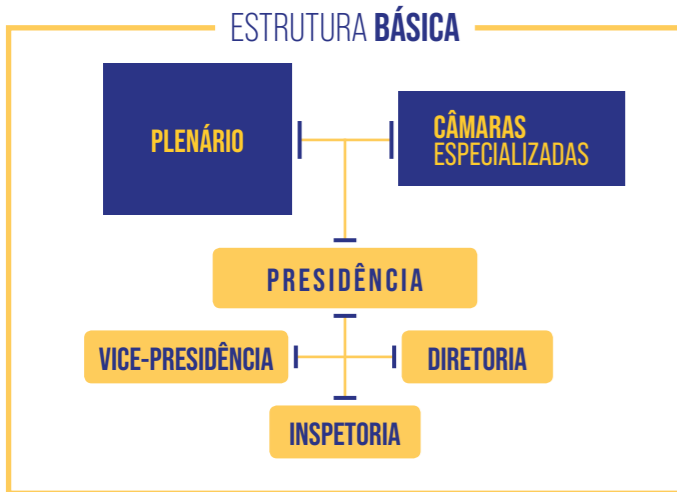 ESTRUTURA BÁSICA
PLENÁRIO
CÂMARAS
ESPECIALIZADAS
PRESIDÊNCIA
VICE-PRESIDÊNCIA
DIRETORIA
INSPETORIA